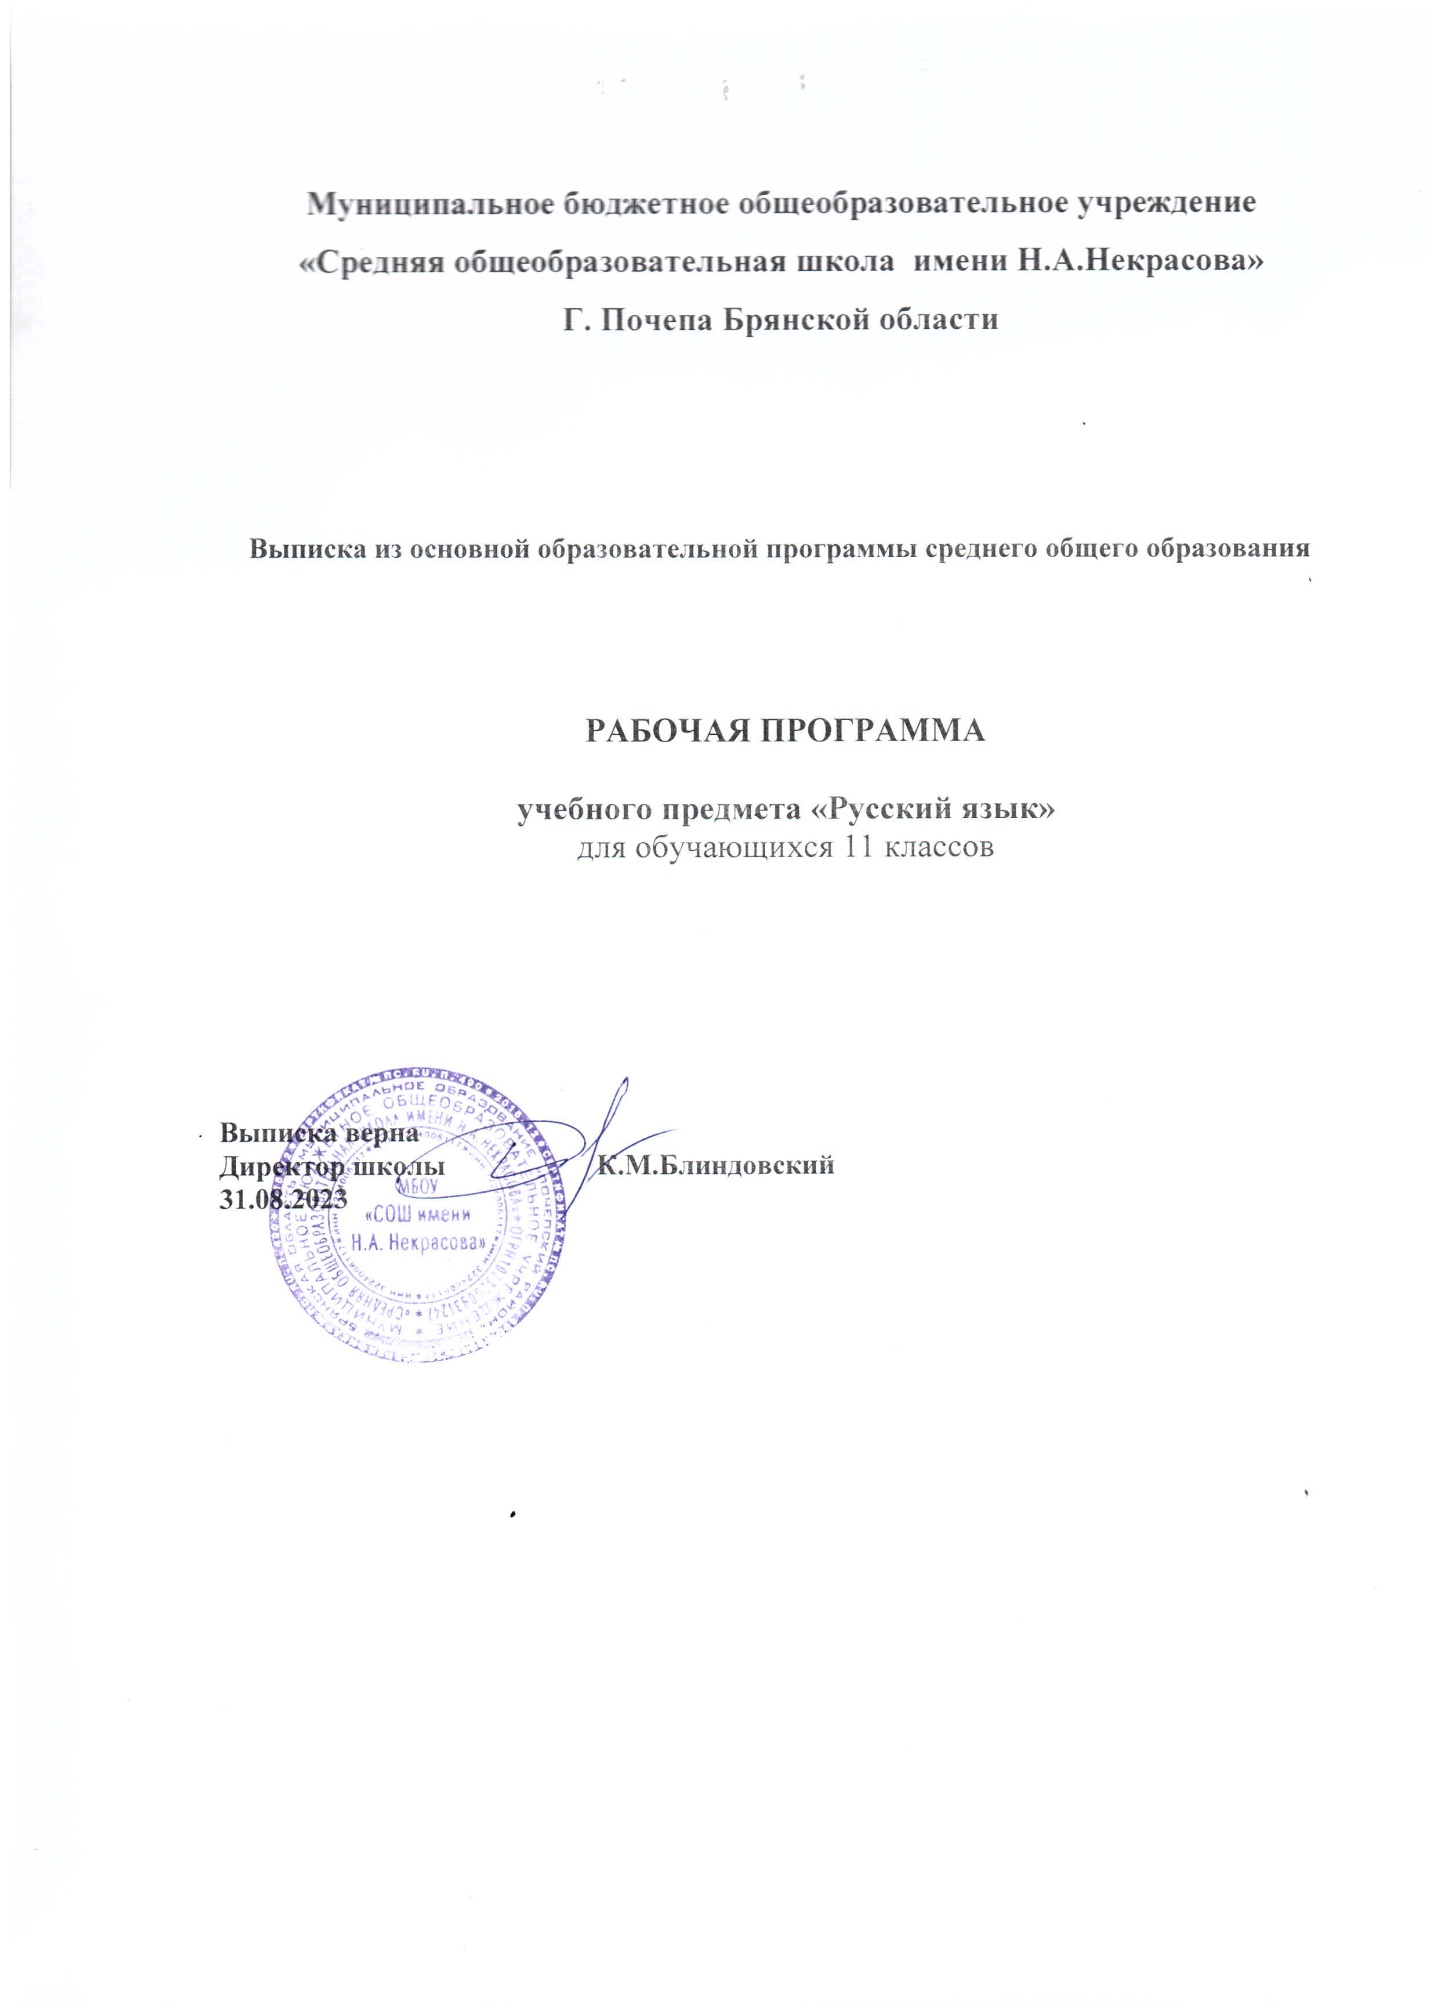 Муниципальное бюджетное общеобразовательное учреждение
«Средняя общеобразовательная школа имени Н.А.Некрасова»
Г. Почепа Брянской области
Выписка из основной образовательной программы среднего общего образования
РАБОЧАЯ ПРОГРАММА
учебного предмета «Русский язык»
для обучающихся 11 классов
Выписка верна
Директор школы К.М.Блиндовский
31.08.2023
МБОУ
«СОШ имени
Н.А. Некрасова»